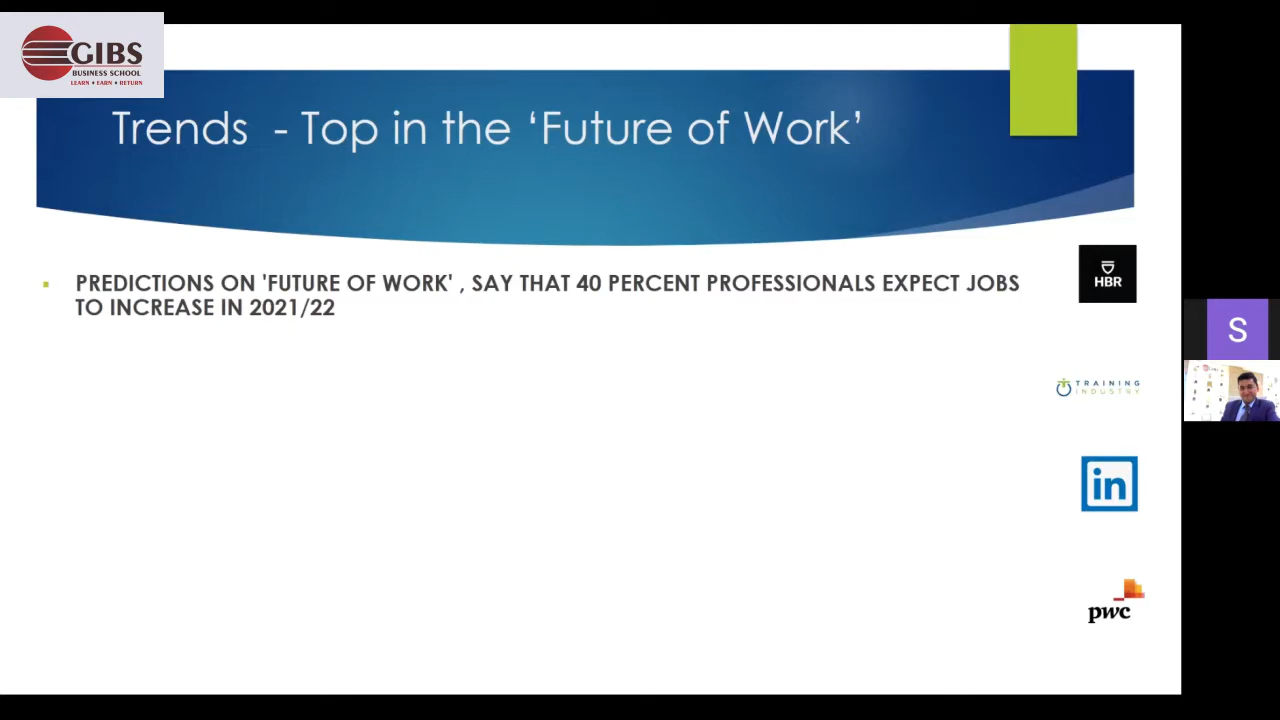 GIBS
BUSINESS SCHOOL
LEARN • EARN • RETURN
Trends - Top in the ‘Future of Work’
PREDICTIONS ON 'FUTURE OF WORK' , SAY THAT 40 PERCENT PROFESSIONALS EXPECT JOBS
TO INCREASE IN 2021/22
HBR
TRAINING
INDUSTRY
in
pwc
S